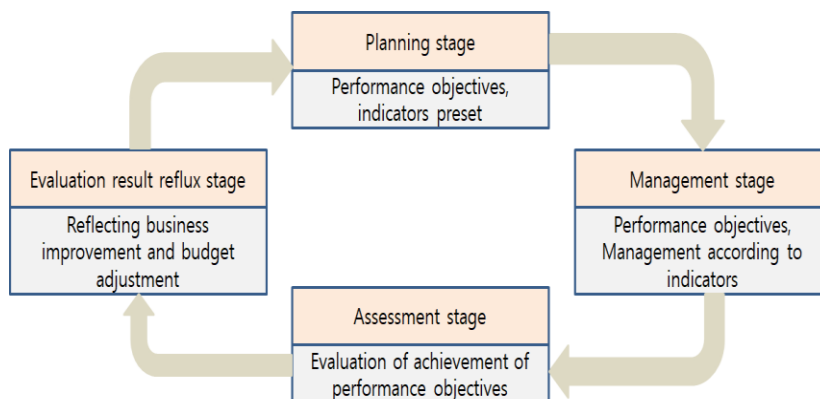 Planning stage
Performance objectives,
indicators preset
Evaluation result reflux stage
Reflecting business
improvement and budget
adjustment
Management stage
Performance objectives,
Management according to
indicators
Assessment stage
Evaluation of achievement of
performance objectives